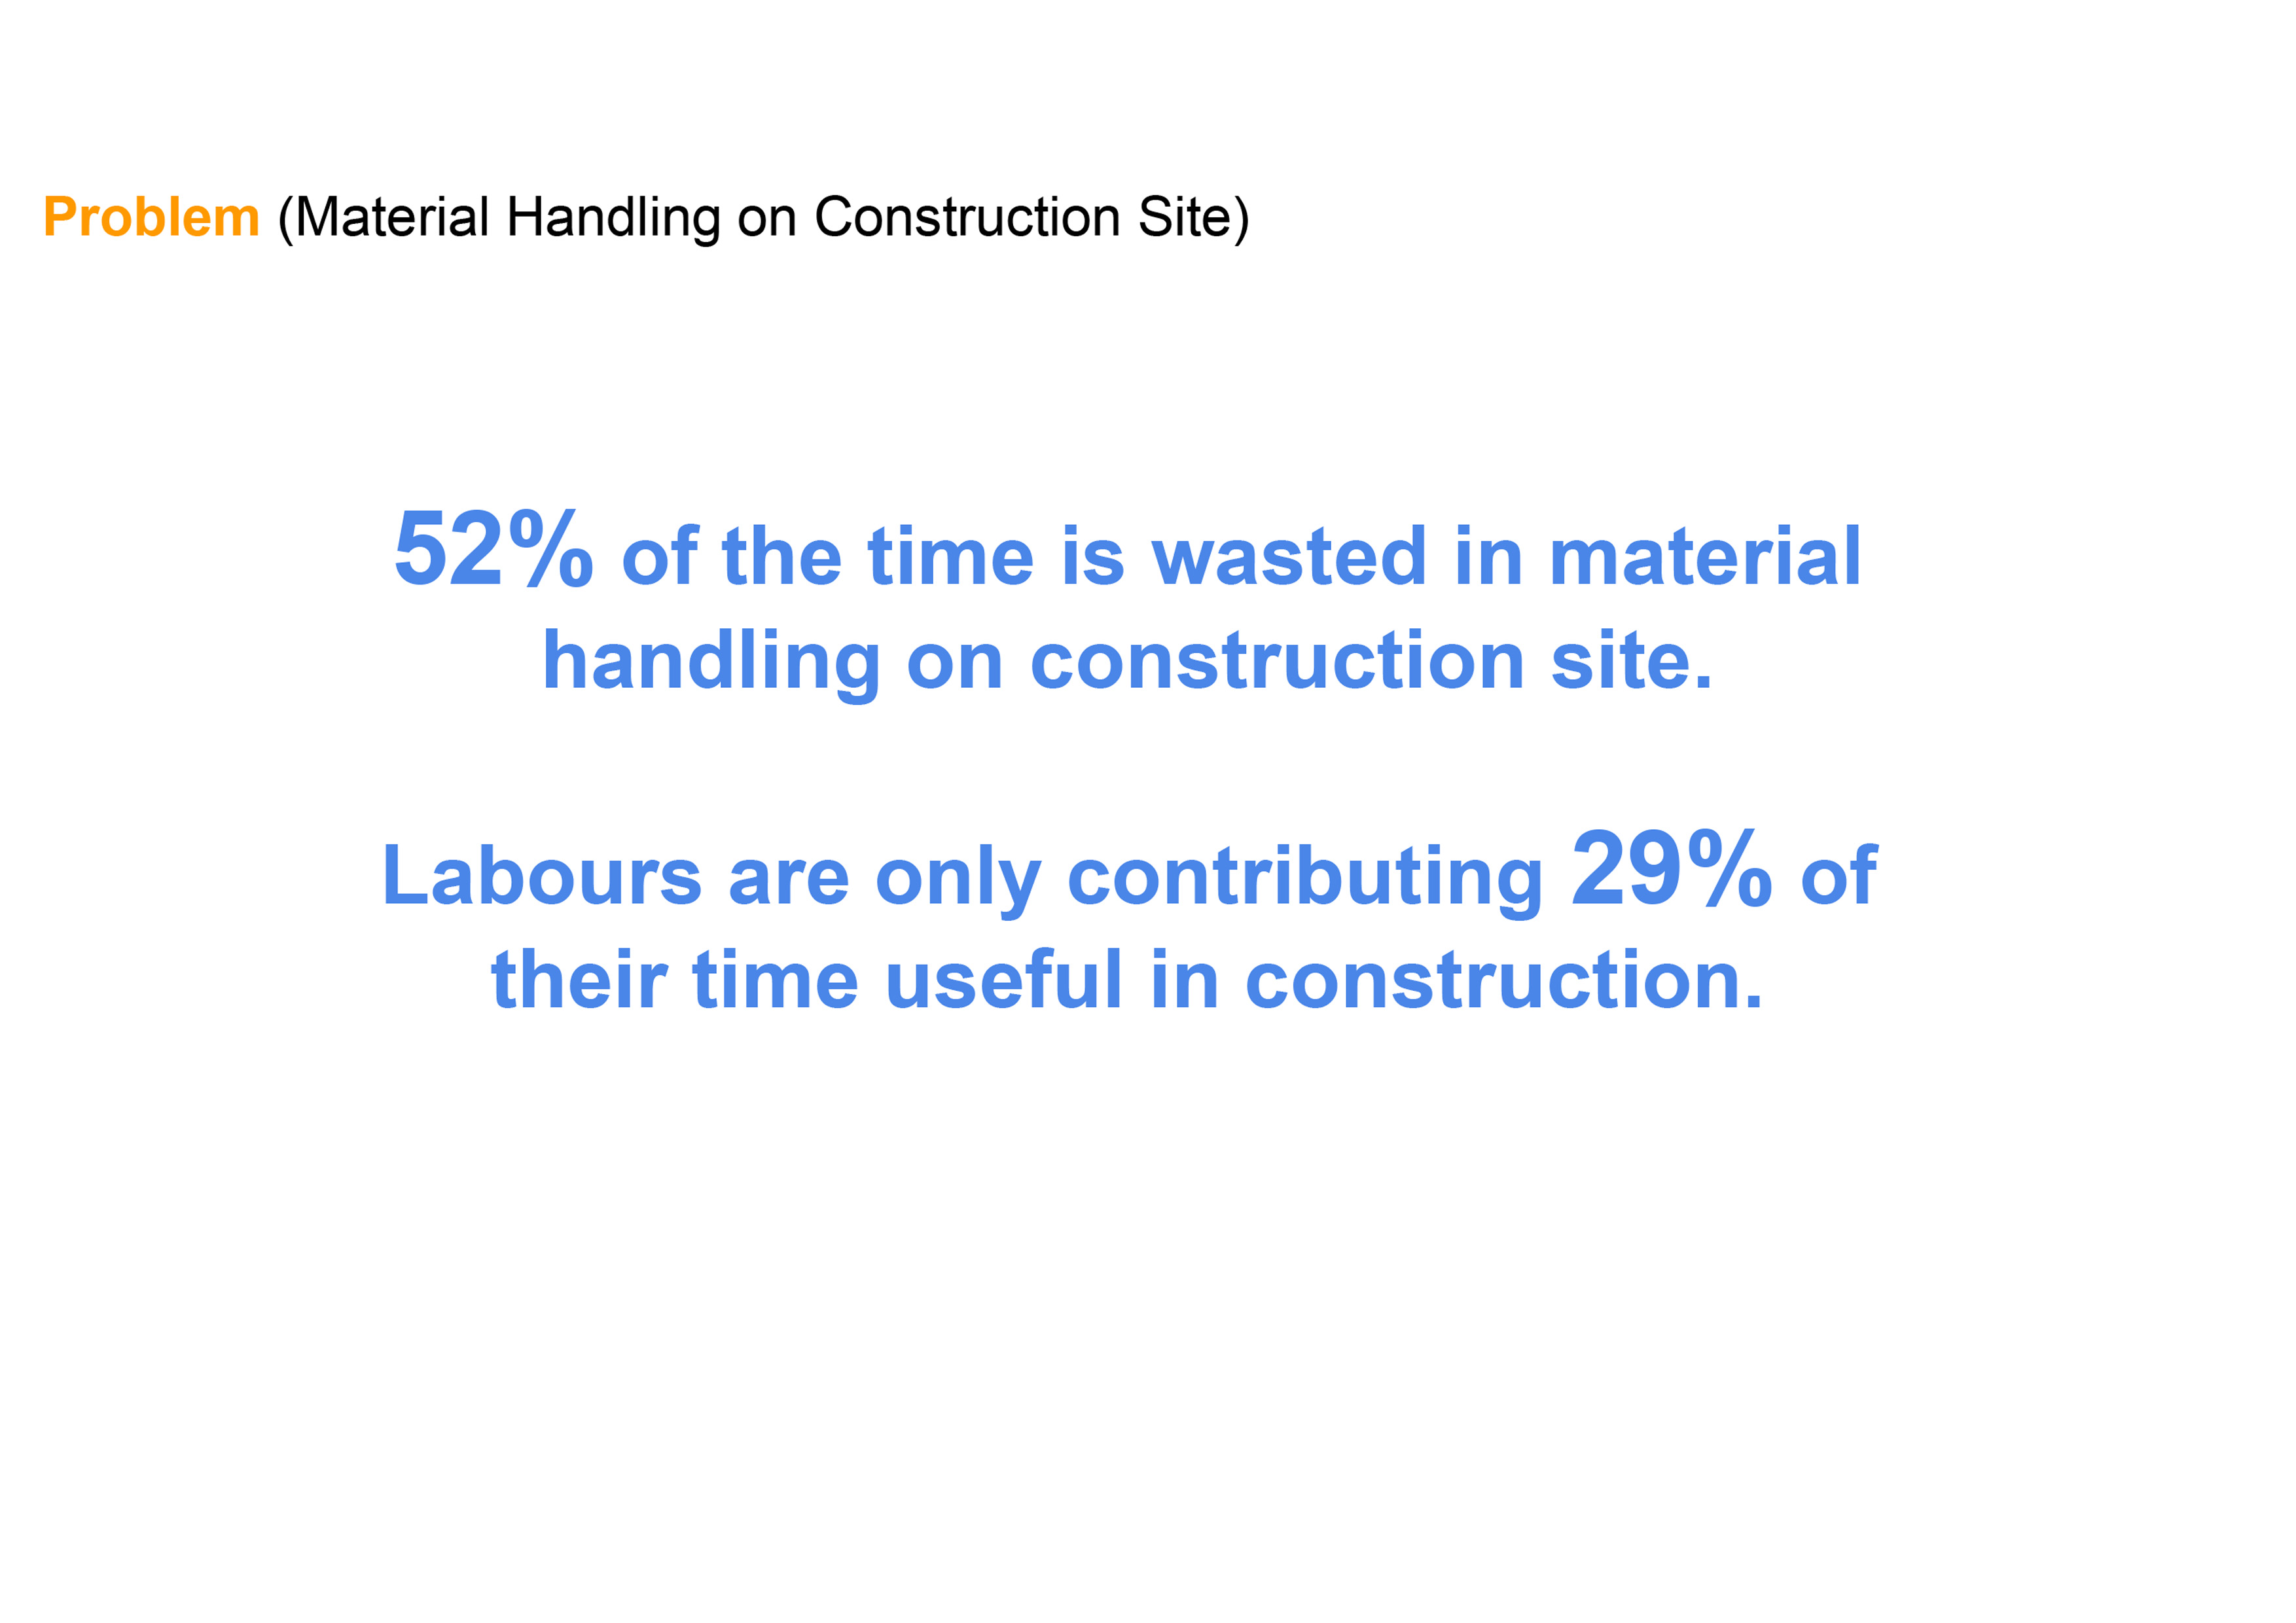 Problem (Material Handling on Construction Site)
52% of the time is wasted in material
handling on construction site.
Labours are only contributing 29% of
their time useful in construction.